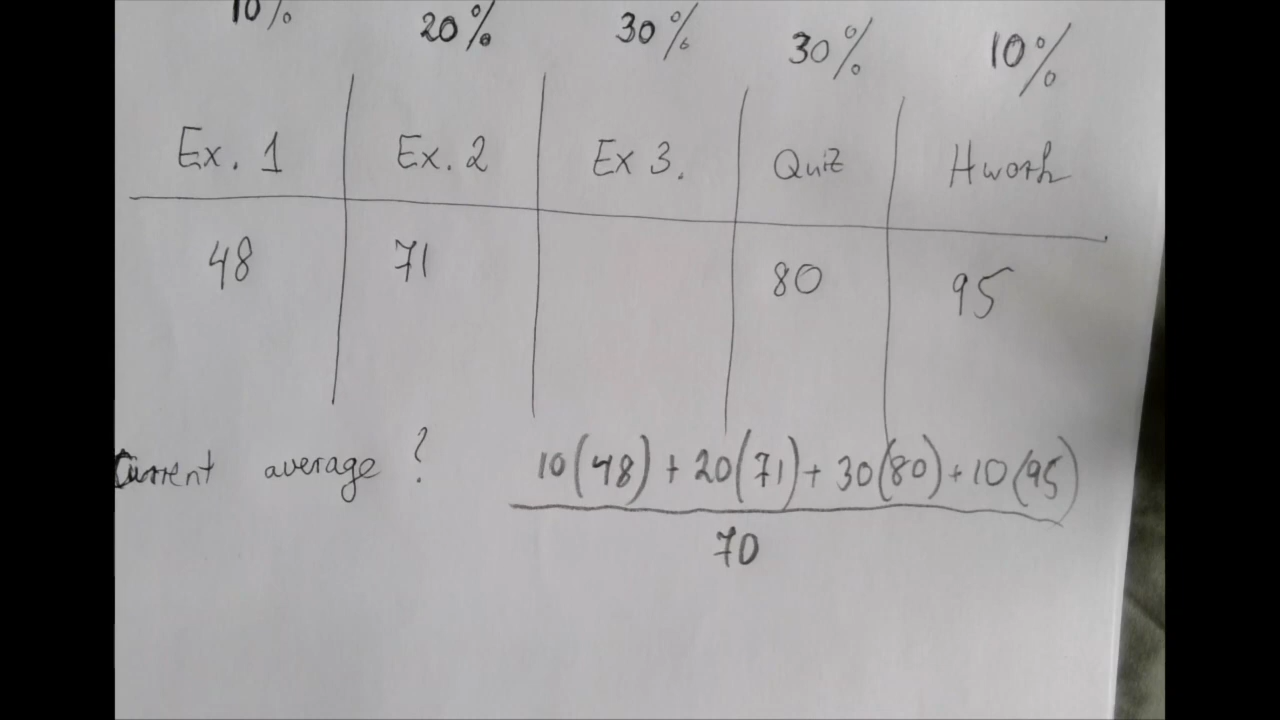 10% 20% 30% 30% 10%
Ex. 1 Ex. 2 Ex 3. Quiz Hwork
48 71 80 95
Current average ? 10(48) + 20(71) + 30(80) + 10(95)
70